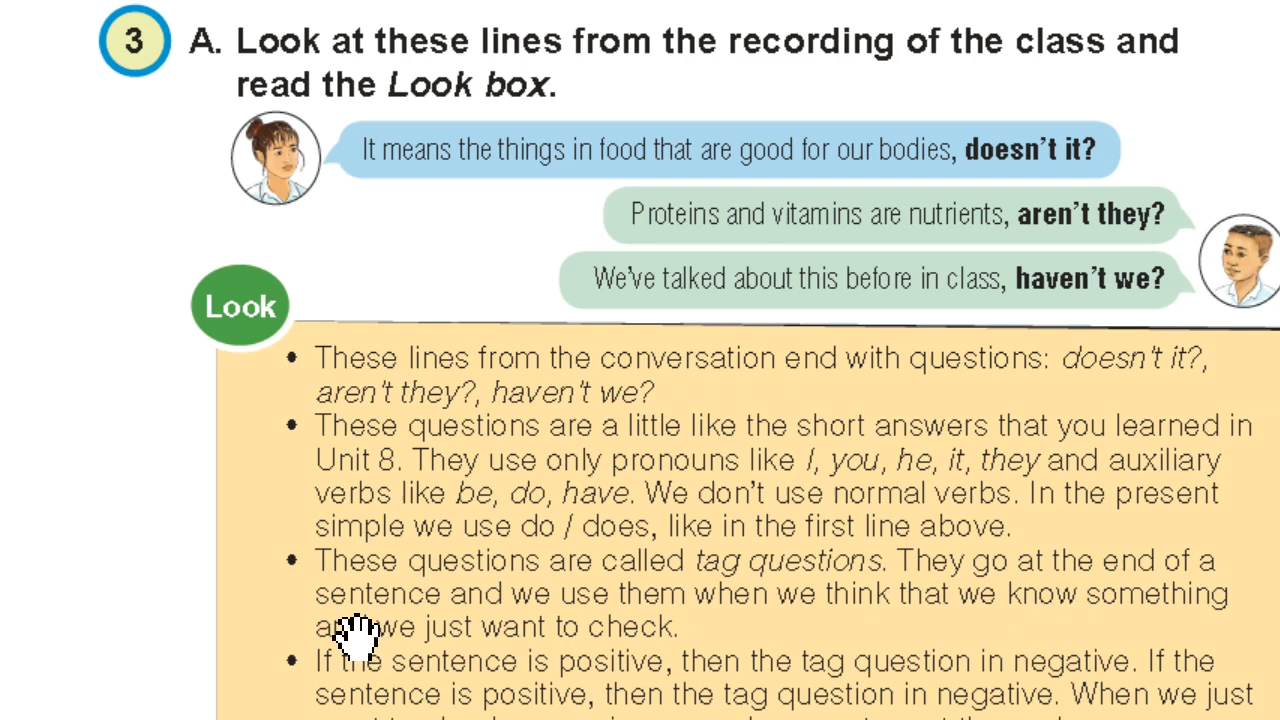 3 A. Look at these lines from the recording of the class and
read the Look box.
It means the things in food that are good for our bodies, doesn't it?
Proteins and vitamins are nutrients, aren't they?
We've talked about this before in class, haven't we?
Look
• These lines from the conversation end with questions: doesn't it?,
aren't they?, haven't we?
• These questions are a little like the short answers that you learned in
Unit 8. They use only pronouns like I, you, he, it, they and auxiliary
verbs like be, do, have. We don't use normal verbs. In the present
simple we use do / does, like in the first line above.
• These questions are called tag questions. They go at the end of a
sentence and we use them when we think that we know something
and we just want to check.
• If the sentence is positive, then the tag question in negative. If the
sentence is positive, then the tag question in negative. When we just